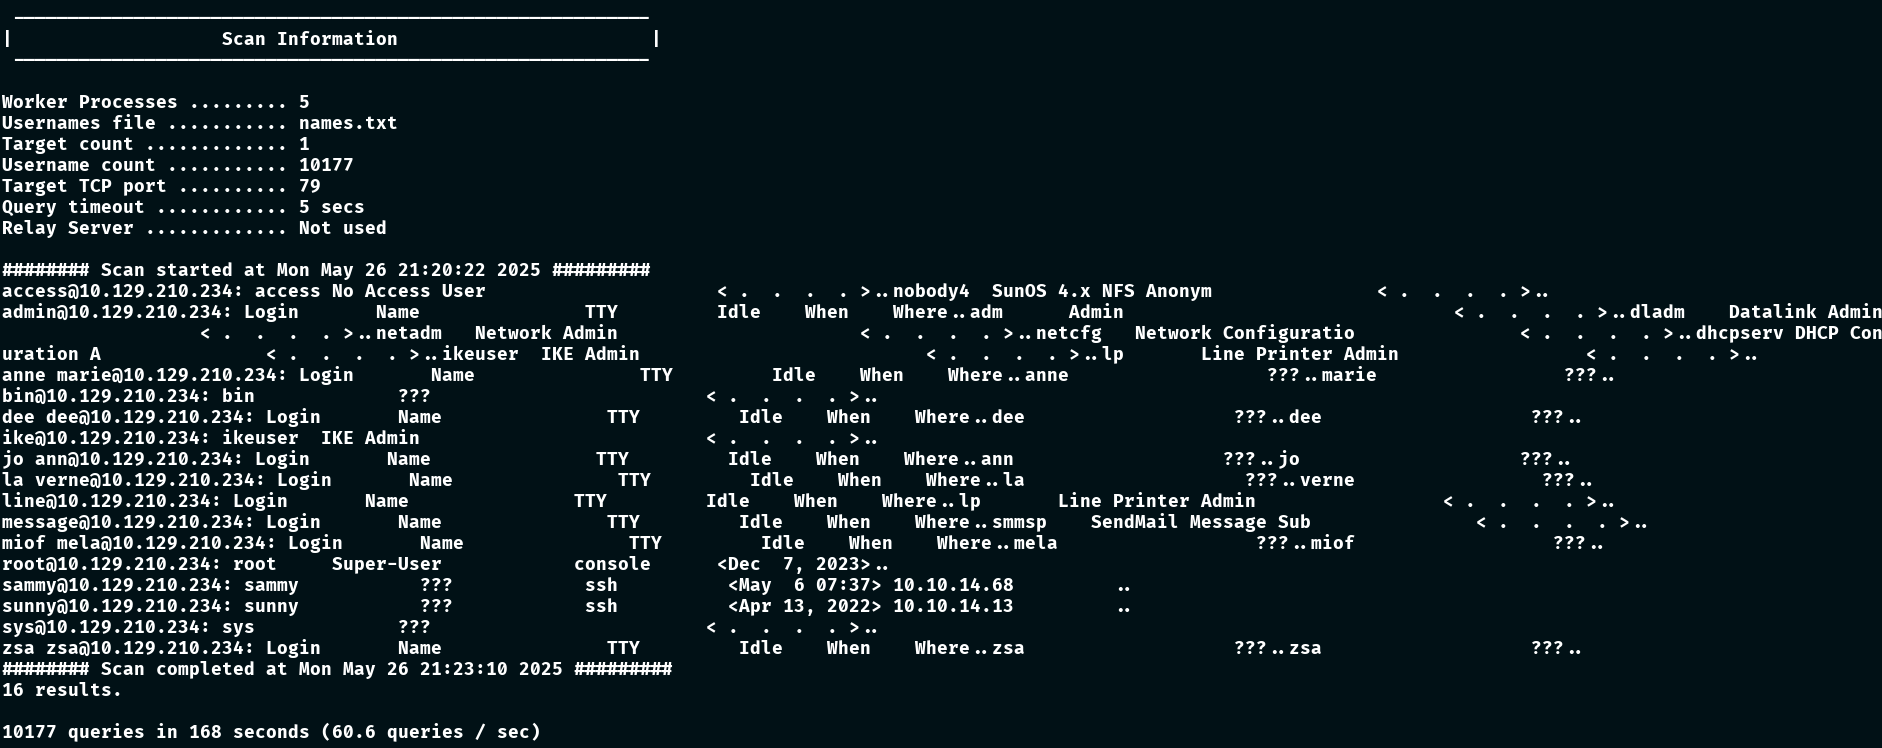 |                   Scan Information                       |
Worker Processes ......... 5
Usernames file ........... names.txt
Target count ............. 1
Username count ........... 10177
Target TCP port .......... 79
Query timeout ............ 5 secs
Relay Server ............. Not used
######## Scan started at Mon May 26 21:20:22 2025 #########
access@10.129.210.234: access No Access User                     < .  .  .  . >..nobody4  SunOS 4.x NFS Anonym               < .  .  .  . >..
admin@10.129.210.234: Login       Name               TTY         Idle    When    Where..adm      Admin                              < .  .  .  . >..dladm    Datalink Admin
                  < .  .  .  . >..netadm   Network Admin                      < .  .  .  . >..netcfg   Network Configuratio               < .  .  .  . >..dhcpserv DHCP Con
uration A               < .  .  .  . >..ikeuser  IKE Admin                          < .  .  .  . >..lp       Line Printer Admin                 < .  .  .  . >..
anne marie@10.129.210.234: Login       Name               TTY         Idle    When    Where..anne                  ???..marie                 ???..
bin@10.129.210.234: bin             ???                         < .  .  .  . >..
dee dee@10.129.210.234: Login       Name               TTY         Idle    When    Where..dee                   ???..dee                   ???..
ike@10.129.210.234: ikeuser  IKE Admin                          < .  .  .  . >..
jo ann@10.129.210.234: Login       Name               TTY         Idle    When    Where..ann                   ???..jo                    ???..
la verne@10.129.210.234: Login       Name               TTY         Idle    When    Where..la                    ???..verne                 ???..
line@10.129.210.234: Login       Name               TTY         Idle    When    Where..lp       Line Printer Admin                 < .  .  .  . >..
message@10.129.210.234: Login       Name               TTY         Idle    When    Where..smmsp    SendMail Message Sub               < .  .  .  . >..
miof mela@10.129.210.234: Login       Name               TTY         Idle    When    Where..mela                  ???..miof                  ???..
root@10.129.210.234: root     Super-User            console      <Dec  7, 2023>..
sammy@10.129.210.234: sammy           ???            ssh          <May  6 07:37> 10.10.14.68         ..
sunny@10.129.210.234: sunny           ???            ssh          <Apr 13, 2022> 10.10.14.13         ..
sys@10.129.210.234: sys             ???                         < .  .  .  . >..
zsa zsa@10.129.210.234: Login       Name               TTY         Idle    When    Where..zsa                   ???..zsa                   ???..
######## Scan completed at Mon May 26 21:23:10 2025 #########
16 results.
10177 queries in 168 seconds (60.6 queries / sec)